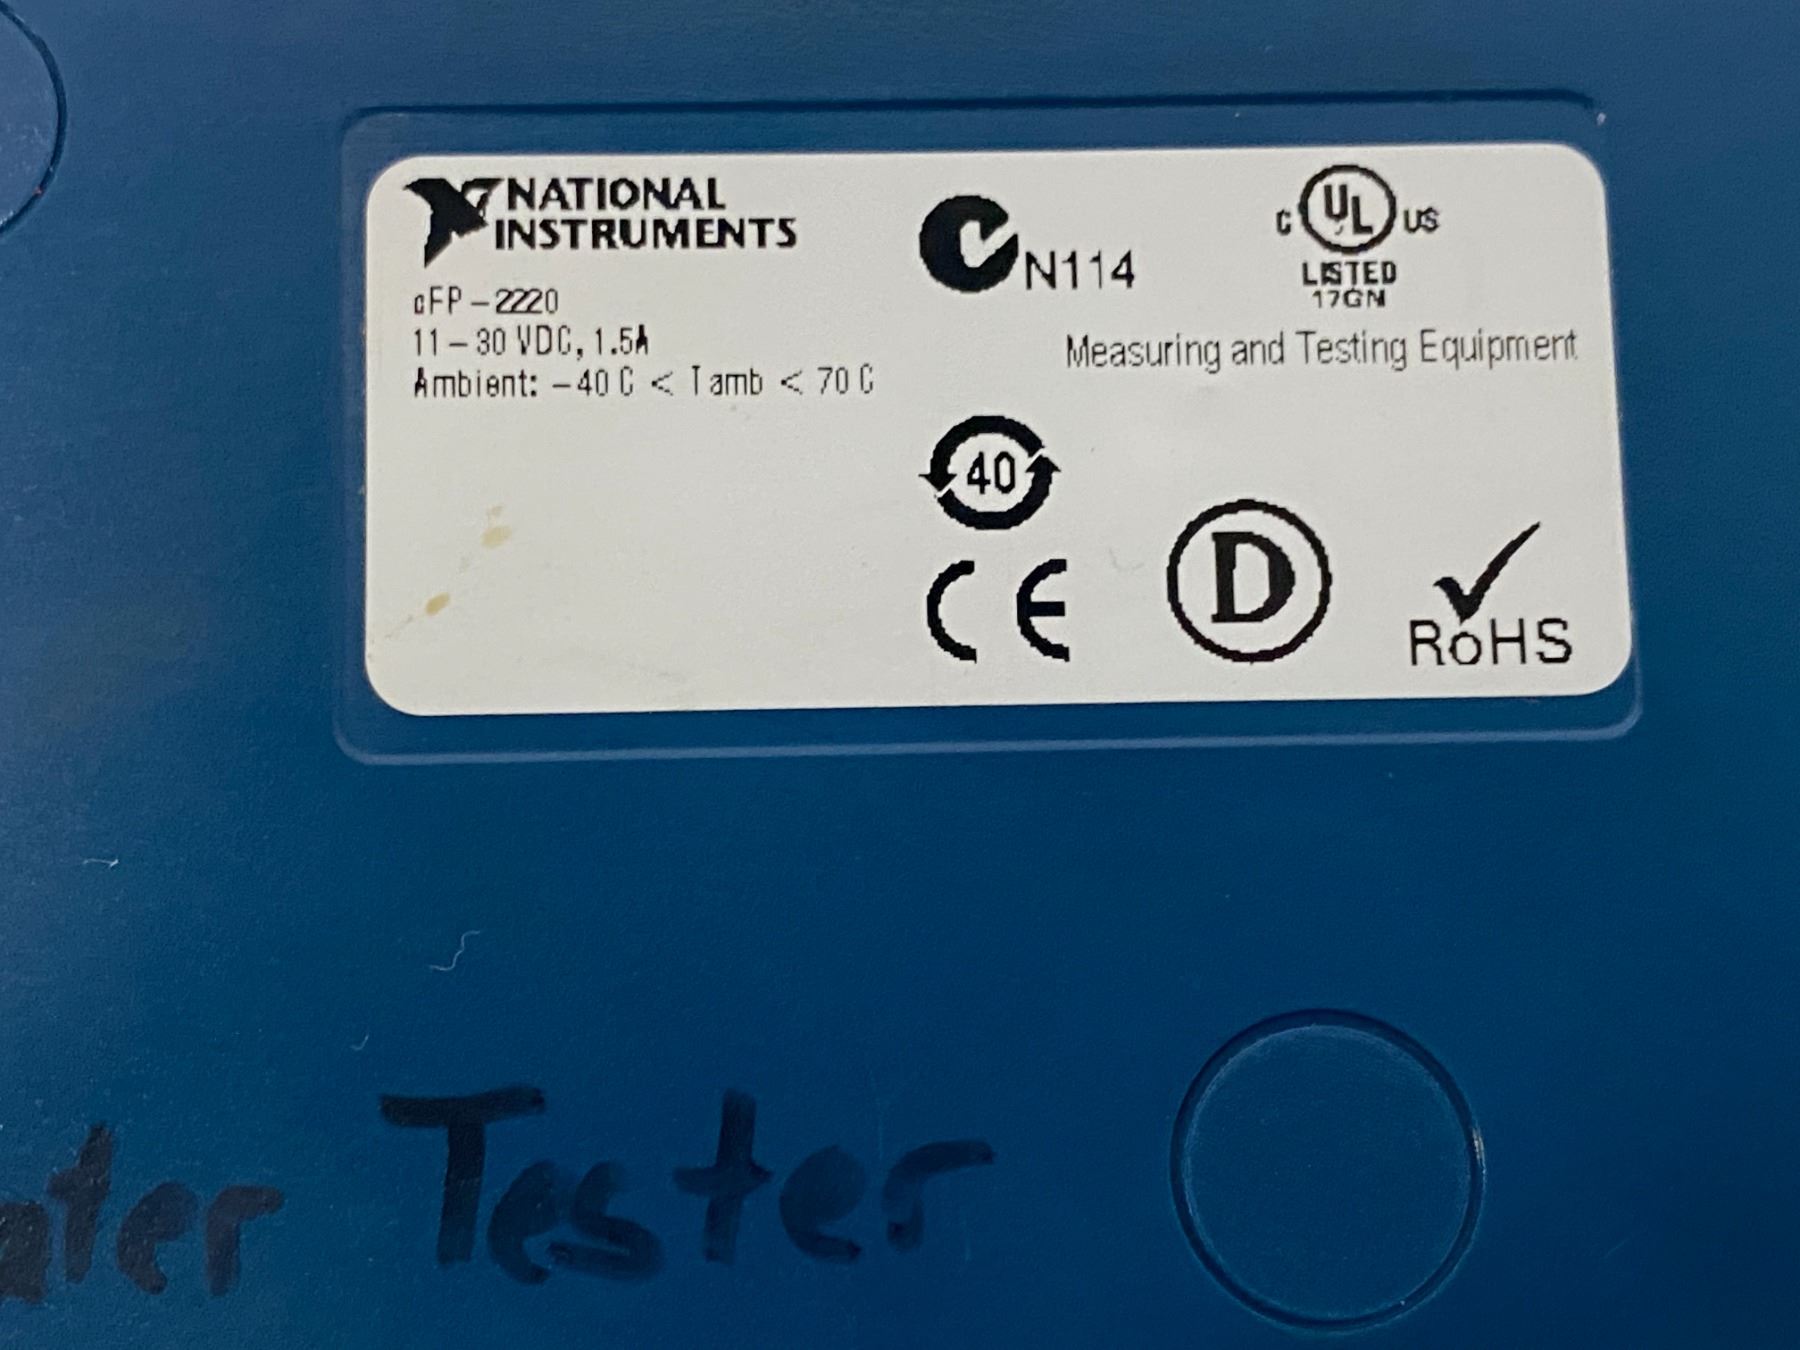 NATIONAL
INSTRUMENTS
cFP-2220
11-30 VDC, 1.5A
Ambient: -40 C < Tamb < 70 C
N114
C UL US
LISTED
17GN
Measuring and Testing Equipment
40
CE
D
RoHS
Tester